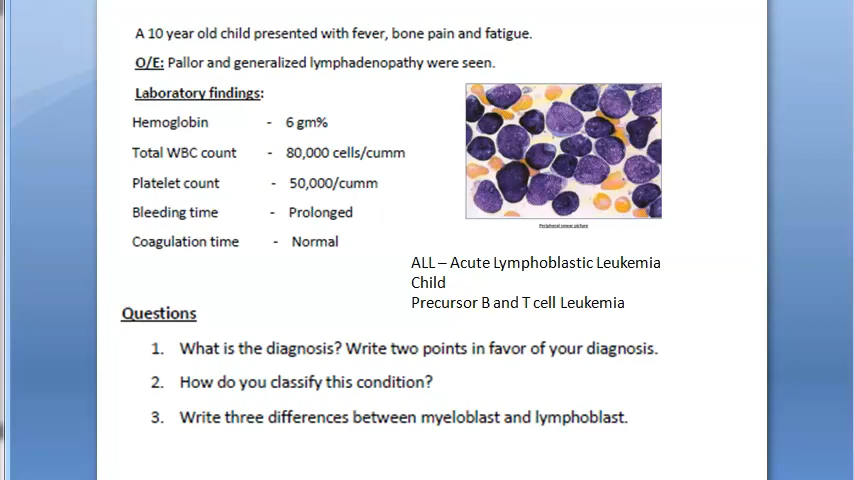 A 10 year old child presented with fever, bone pain and fatigue.
O/E: Pallor and generalized lymphadenopathy were seen.
Laboratory findings:
Hemoglobin - 6 gm%
Total WBC count - 80,000 cells/cumm
Platelet count - 50,000/cumm
Bleeding time - Prolonged
Coagulation time - Normal
Peripheral smear picture
ALL – Acute Lymphoblastic Leukemia
Child
Precursor B and T cell Leukemia
Questions
1. What is the diagnosis? Write two points in favor of your diagnosis.
2. How do you classify this condition?
3. Write three differences between myeloblast and lymphoblast.